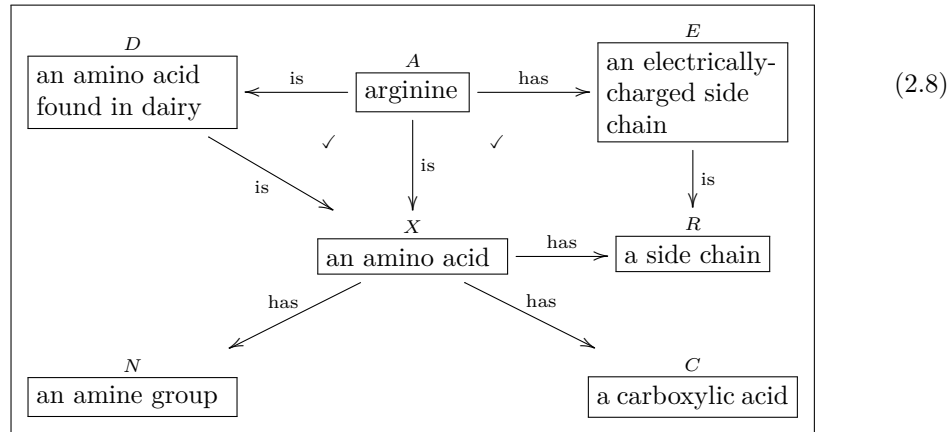 D
A
E
an amino acid
found in dairy
is
arginine
has
an electrically-
charged side
chain
(2.8)
✓
✓
is
is
is
X
R
an amino acid
has
a side chain
has
has
N
C
an amine group
a carboxylic acid